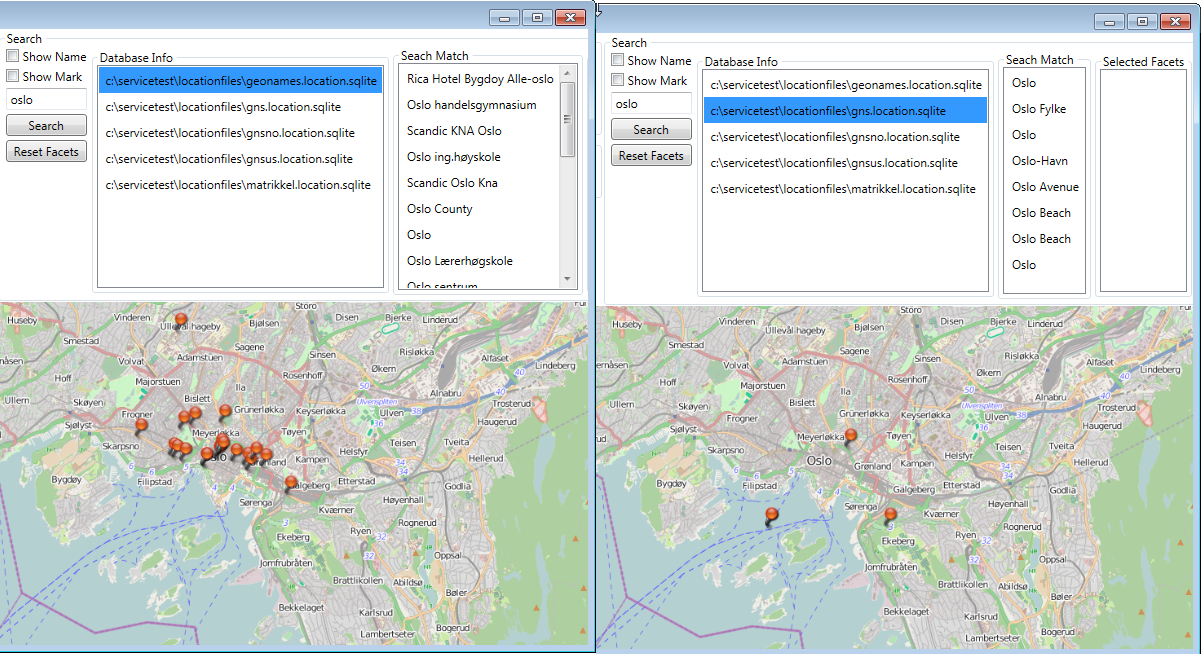 Search
Show Name
Show Mark
oslo
Search
Reset Facets
Database Info
c:\servicetest\locationfiles\geonames.location.sqlite
c:\servicetest\locationfiles\gns.location.sqlite
c:\servicetest\locationfiles\gnsno.location.sqlite
c:\servicetest\locationfiles\gnsus.location.sqlite
c:\servicetest\locationfiles\matrikkel.location.sqlite
Seach Match
Rica Hotel Bygdoy Alle-oslo
Oslo handelsgymnasium
Scandic KNA Oslo
Oslo ing.høyskole
Scandic Oslo Kna
Oslo County
Oslo
Oslo Lærerhøgskole
Oslo sentrum
Storo
Huseby
Vinderen
Ullevål hageby
Bjølsen
Disen
Bjerke
Linderud
Furuset
Smestad
Sagene
Volvat
Adamstuen
Sinsen
Risløkka
Alfaset
Lindeberg
Hoff
Majorstuen
Ila
Rosenhoff
Økern
Alnabru
Skøyen
Bislett
Ulvensplitten
Trosterud
Frogner
Grünerløkka
Keyserløkka
Ulven
Haugerud
Sjølyst
Skarpsno
Meyerløkka
Tøyen
Teisen
Tveita
Helsfyr
Kampen
Hellerud
Bygdøy
Filipstad
Galgeberg
Etterstad
Godlia
Sørenga
Høyenhall
Kværner
Rognerud
Ekeberg
Ryen
Oppsal
Jomfrubråten
Brattlikollen
Abildsø
Bøler
Bekkelaget
Karlsrud
Bogerud
Lambertseter
Search
Show Name
Show Mark
oslo
Search
Reset Facets
Database Info
c:\servicetest\locationfiles\geonames.location.sqlite
c:\servicetest\locationfiles\gns.location.sqlite
c:\servicetest\locationfiles\gnsno.location.sqlite
c:\servicetest\locationfiles\gnsus.location.sqlite
c:\servicetest\locationfiles\matrikkel.location.sqlite
Seach Match
Oslo
Oslo Fylke
Oslo
Oslo-Havn
Oslo Avenue
Oslo Beach
Oslo Beach
Oslo
Selected Facets
Storo
Huseby
Vinderen
Ullevål hageby
Bjølsen
Disen
Bjerke
Linderud
Smestad
Sagene
Volvat
Adamstuen
Sinsen
Risløkka
Alfaset
Lindeberg
Hoff
Majorstuen
Ila
Rosenhoff
Økern
Alnabru
Skøyen
Bislett
Ulvensplitten
Trosterud
Frogner
Grünerløkka
Keyserløkka
Ulven
Haugerud
Sjølyst
Skarpsno
Meyerløkka
Tøyen
Teisen
Tveita
Helsfyr
Oslo
Grønland
Kampen
Hellerud
Bygdøy
Filipstad
Galgeberg
Etterstad
Godlia
Sørenga
Høyenhall
Kværner
Rognerud
Ekeberg
Ryen
Oppsal
Jomfrubråten
Brattlikollen
Abildsø
Bøler
Bekkelaget
Karlsrud
Bogerud
Lambertseter